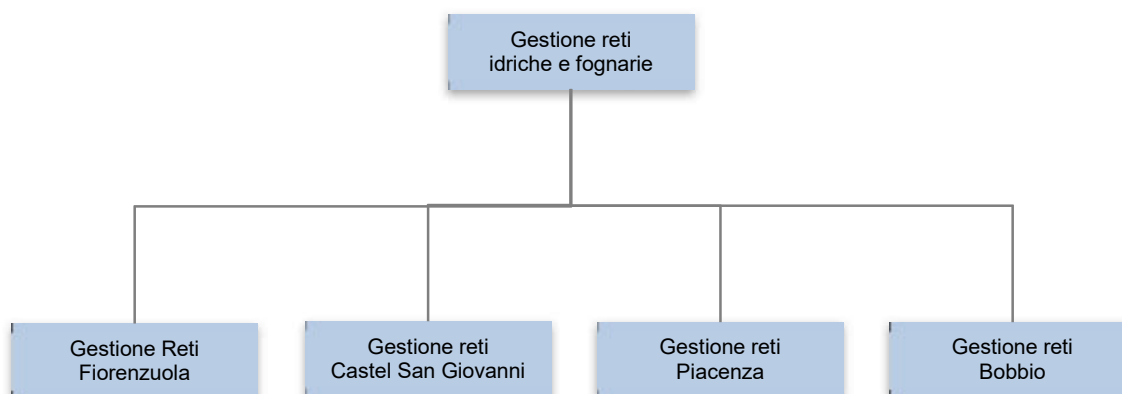 Gestione reti
idriche e fognarie
Gestione Reti
Fiorenzuola
Gestione reti
Castel San Giovanni
Gestione reti
Piacenza
Gestione reti
Bobbio